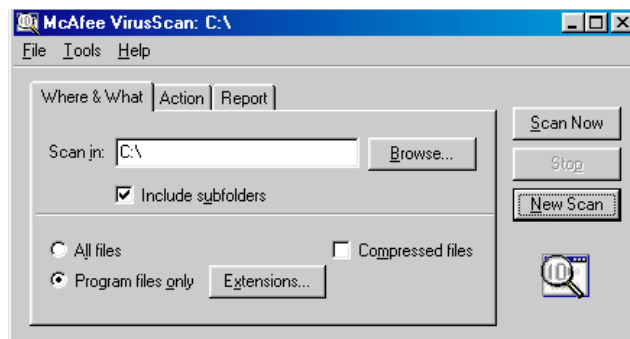 McAfee VirusScan: C:\
File Tools Help
Where & What Action Report
Scan in: C:\ Browse...
Include subfolders
All files Compressed files
Program files only Extensions...
Scan Now
Stop
New Scan